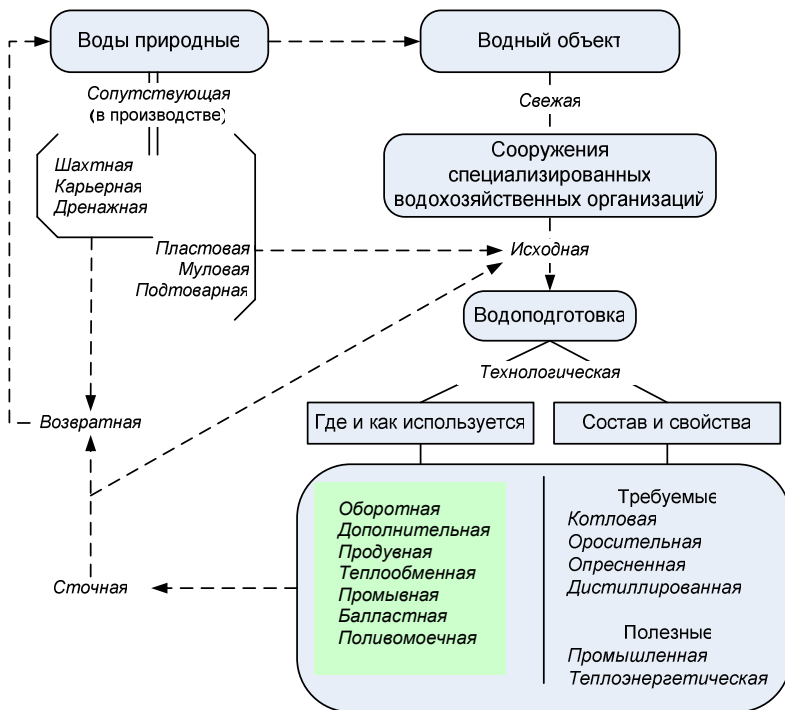 Воды природные
Водный объект
Сопутствующая
(в производстве)
Свежая
Шахтная
Карьерная
Дренажная
Сооружения
специализированных
водохозяйственных организаций
Пластовая
Муловая
Подтоварная
Исходная
Водоподготовка
Технологическая
Возвратная
Где и как используется
Состав и свойства
Оборотная
Дополнительная
Продувная
Теплообменная
Промывная
Балластная
Поливомоечная
Требуемые
Котловая
Оросительная
Опресненная
Дистиллированная
Полезные
Промышленная
Теплоэнергетическая
Сточная